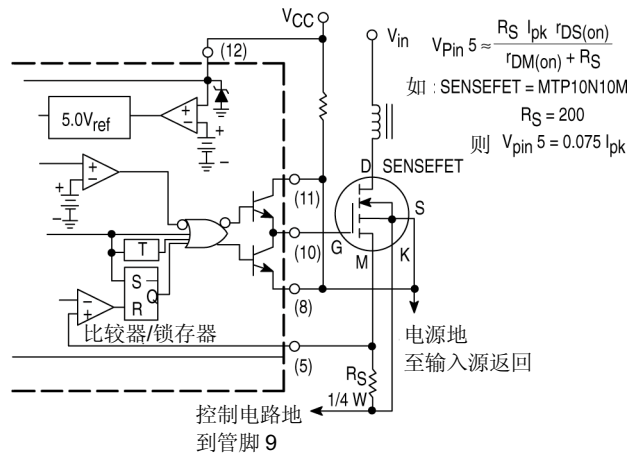 VCC
Vin
(12)
VPin 5 ≈ RS Ipk rDS(on)
rDM(on) + RS
如 : SENSEFET = MTP10N10M
RS = 200
则 Vpin 5 = 0.075 Ipk
5.0Vref
+
−
+
−
+
−
+
−
D SENSEFET
(11)
S
(10)
G
K
M
T
S
Q
R
−
+
(8)
比较器/锁存器
(5)
电源地
至输入源返回
RS
1/4 W
控制电路地
到管脚 9